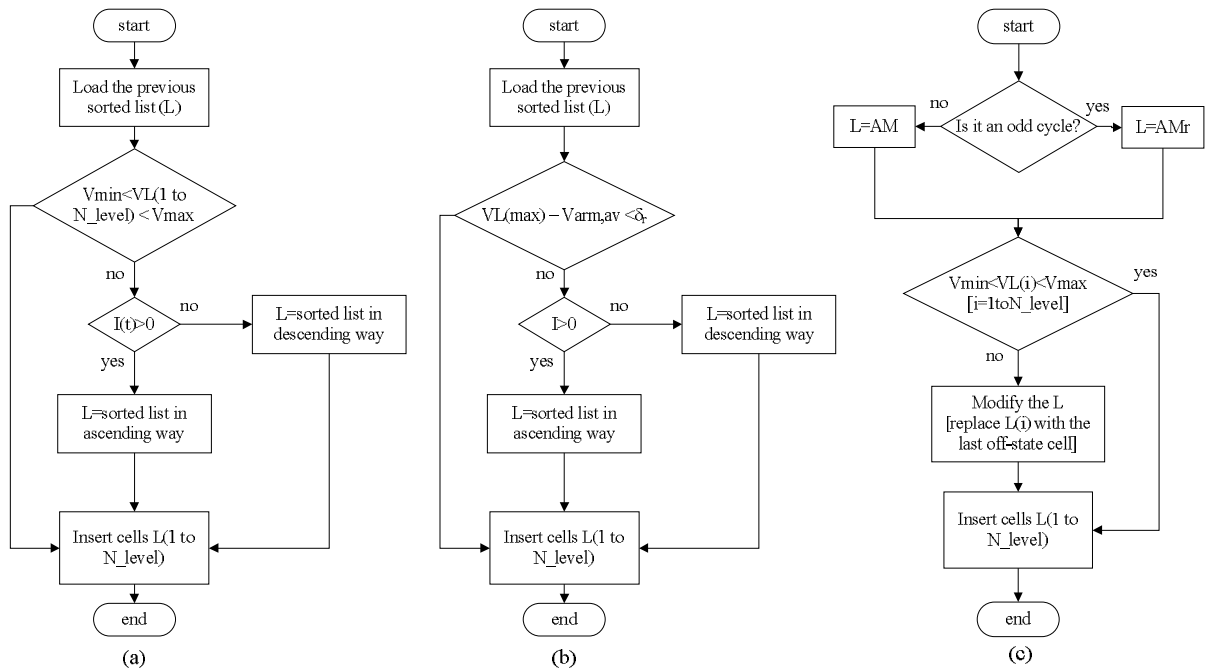 start
Load the previous
sorted list (L)
Vmin<VL(1 to
N_level) < Vmax
no
I(t)>0
no
L=sorted list in
descending way
yes
L=sorted list in
ascending way
Insert cells L(1 to
N_level)
end
(a)
start
Load the previous
sorted list (L)
VL(max) – Varm,av <δᵣ
no
I>0
no
L=sorted list in
descending way
yes
L=sorted list in
ascending way
Insert cells L(1 to
N_level)
end
(b)
start
Is it an odd cycle?
no
L=AM
yes
L=AMr
Vmin<VL(i)<Vmax
[i=1toN_level]
yes
no
Modify the L
[replace L(i) with the
last off-state cell]
Insert cells L(1 to
N_level)
end
(c)